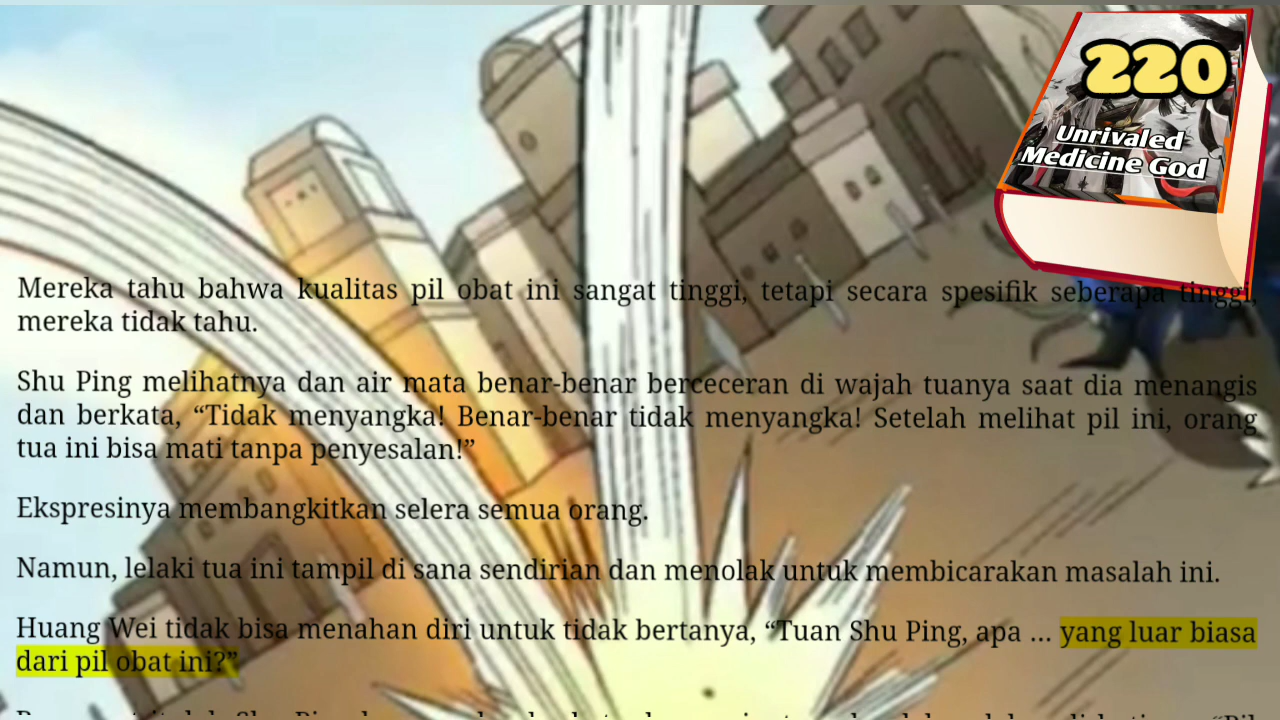 220
Unrivaled
Medicine God
Mereka tahu bahwa kualitas pil obat ini sangat tinggi, tetapi secara spesifik seberapa tinggi,
mereka tidak tahu.
Shu Ping melihatnya dan air mata benar-benar berceceran di wajah tuanya saat dia menangis
dan berkata, “Tidak menyangka! Benar-benar tidak menyangka! Setelah melihat pil ini, orang
tua ini bisa mati tanpa penyesalan!”
Ekspresinya membangkitkan selera semua orang.
Namun, lelaki tua ini tampil di sana sendirian dan menolak untuk membicarakan masalah ini.
Huang Wei tidak bisa menahan diri untuk tidak bertanya, “Tuan Shu Ping, apa ... yang luar biasa
dari pil obat ini?”